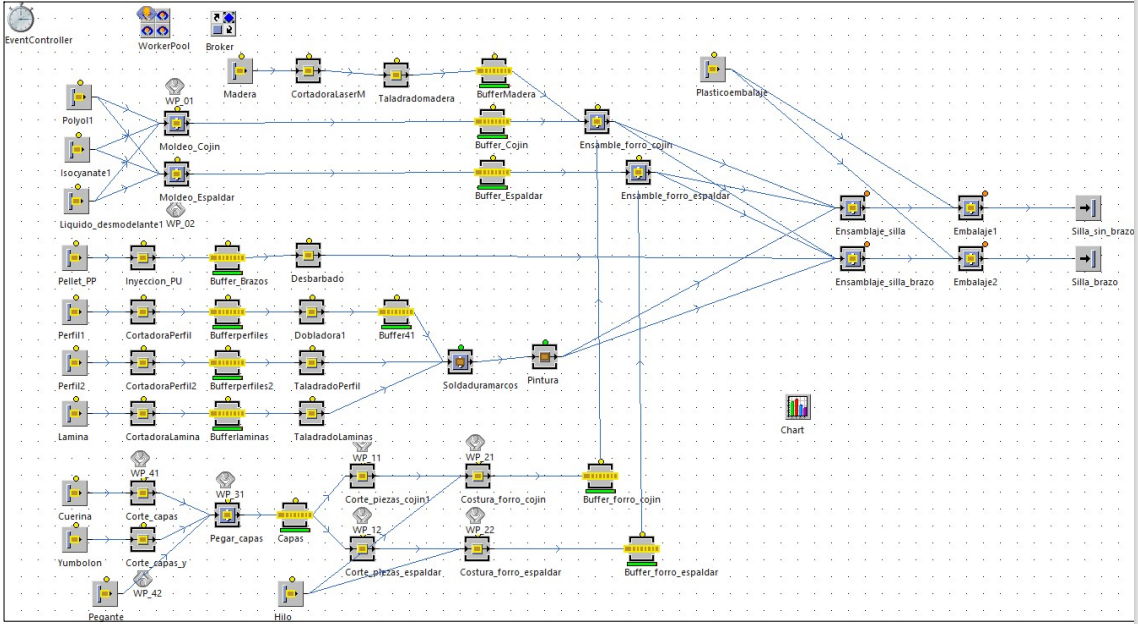 EventController
WorkerPool
Broker
Madera
CortadoraLaserM
Taladradomadera
BufferMadera
Plasticoembalaje
Polyol1
WP_01
Moldeo_Cojin
Buffer_Cojin
Ensamble_forro_cojin
Isocyanate1
Moldeo_Espaldar
Buffer_Espaldar
Ensamble_forro_espaldar
Liquido_desmodelante1
WP_02
Ensamblaje_silla
Embalaje1
Silla_sin_brazo
Pellet_PP
Inyeccion_PU
Buffer_Brazos
Desbarbado
Ensamblaje_silla_brazo
Embalaje2
Silla_brazo
Perfil1
CortadoraPerfil
Bufferperfiles
Dobladora1
Buffer41
Perfil2
CortadoraPerfil2
Bufferperfiles2
TaladradoPerfil
Soldaduramarcos
Pintura
Lamina
CortadoraLamina
Bufferlaminas
TaladradoLaminas
Chart
WP_41
WP_31
WP_11
WP_21
Cuerina
Corte_capas
Corte_piezas_cojin1
Costura_forro_cojin
Buffer_forro_cojin
Pegar_capas
Capas
WP_12
WP_22
Yumbolon
Corte_capas_y
Corte_piezas_espaldar
Costura_forro_espaldar
Buffer_forro_espaldar
WP_42
Pegante
Hilo